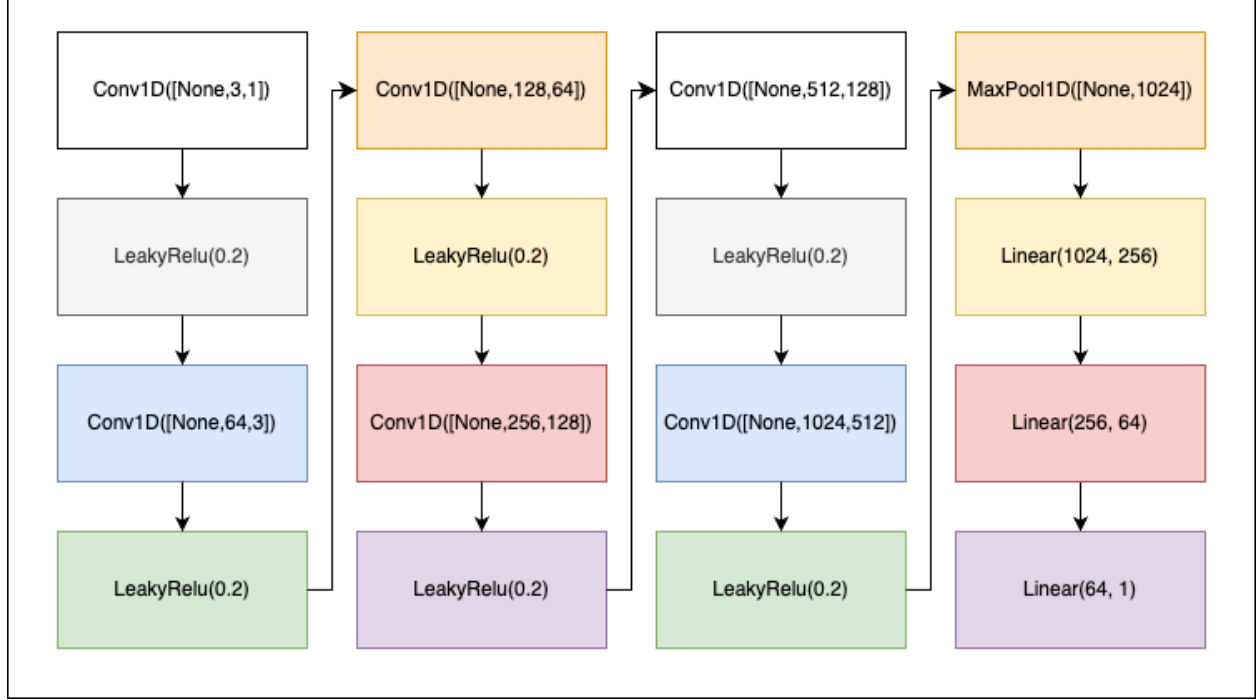 Conv1D([None,3,1])
LeakyRelu(0.2)
Conv1D([None,64,3])
LeakyRelu(0.2)
Conv1D([None,128,64])
LeakyRelu(0.2)
Conv1D([None,256,128])
LeakyRelu(0.2)
Conv1D([None,512,128])
LeakyRelu(0.2)
Conv1D([None,1024,512])
LeakyRelu(0.2)
MaxPool1D([None,1024])
Linear(1024, 256)
Linear(256, 64)
Linear(64, 1)